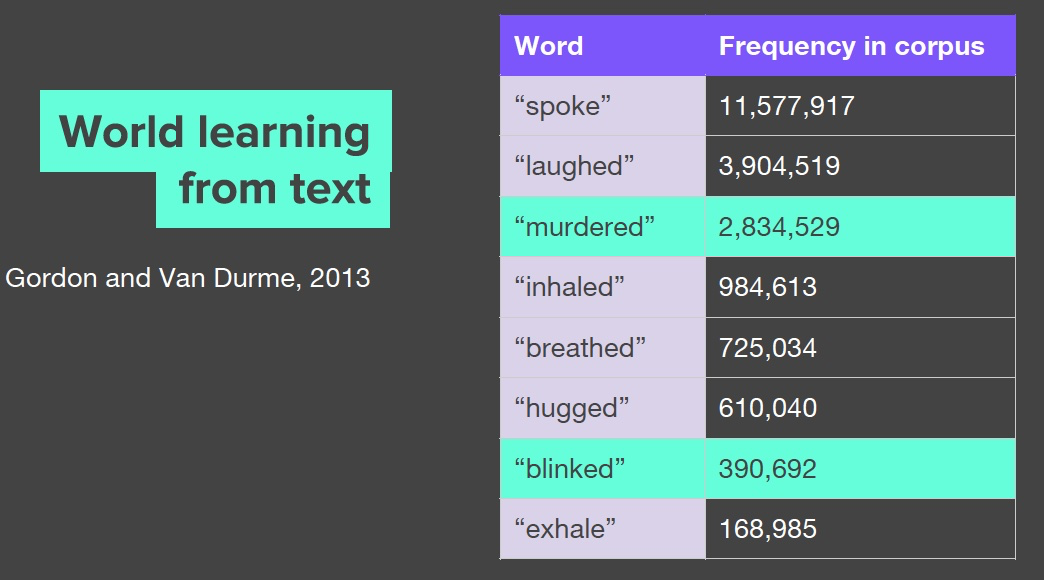 World learning
from text
Gordon and Van Durme, 2013
Word Frequency in corpus
“spoke” 11,577,917
“laughed” 3,904,519
“murdered” 2,834,529
“inhaled” 984,613
“breathed” 725,034
“hugged” 610,040
“blinked” 390,692
“exhale” 168,985